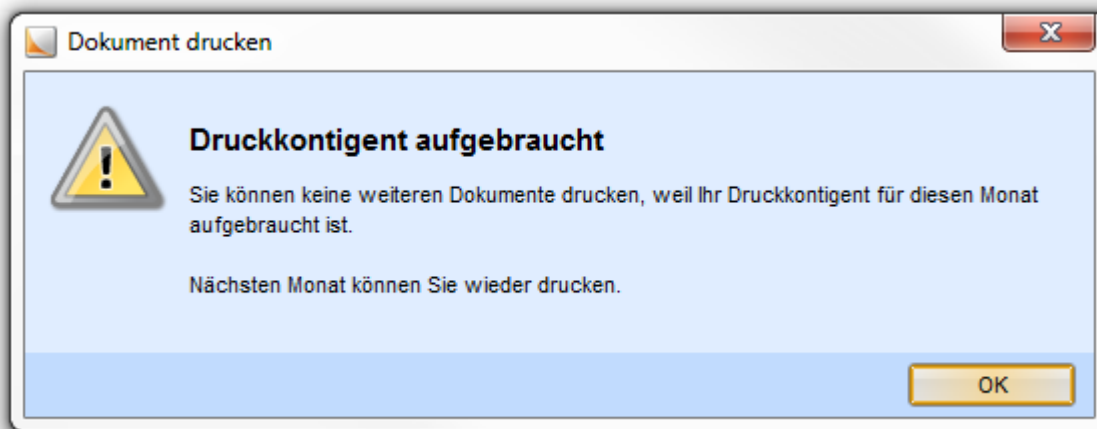 Dokument drucken
Druckkontigent aufgebraucht
Sie können keine weiteren Dokumente drucken, weil Ihr Druckkontigent für diesen Monat
aufgebraucht ist.
Nächsten Monat können Sie wieder drucken.
OK